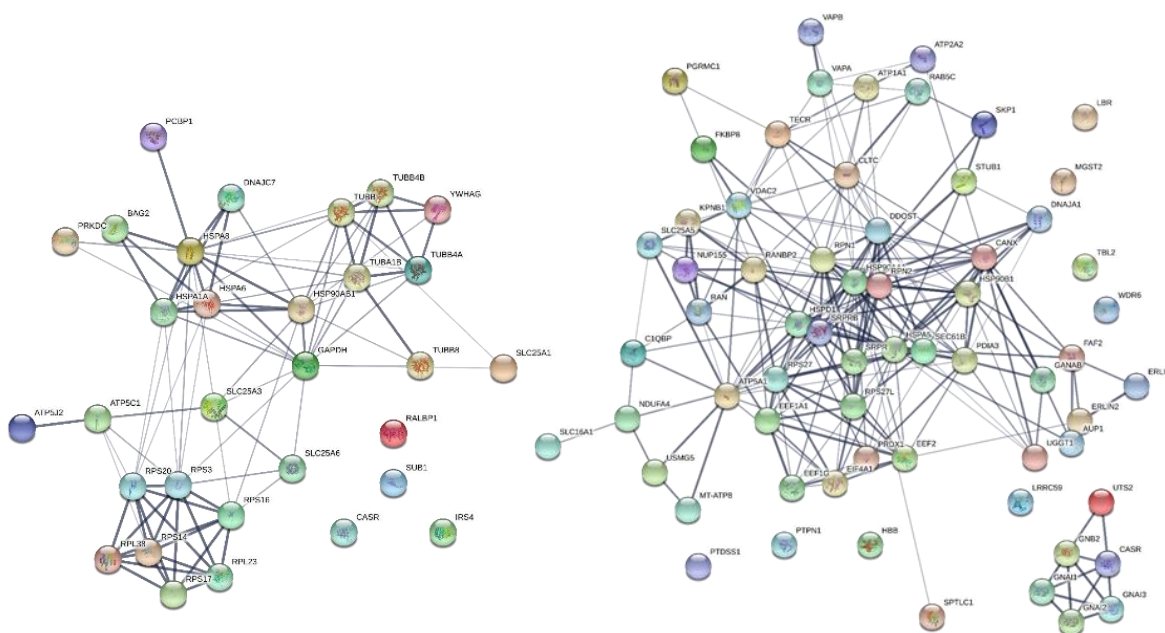 VAPB
ATP2A2
PGRMC1
VAPA
ATP1A1
RAB5C
PCBP1
TECR
SKP1
LBR
FKBP8
CLTC
DNAJC7
TUBB4B
STUB1
MGST2
TUBB
YWHAG
VDAC2
BAG2
KPNB1
DDOST
DNAJA1
PRKDC
HSPA8
SLC25A5
TUBA1B
TUBB4A
NUP155
RANBP2
RPN1
CANX
TBL2
HSPA1A
HSPA6
HSP90AB1
RPN2
HSP90B1
RAN
HSPD1
SRPRB
WDR6
C1QBP
HSPA5
SEC61B
GAPDH
TUBB8
SLC25A1
SRPR
PDIA3
FAF2
RPS27
GANAB
ATP5A1
RPS27L
ERLIN2
SLC25A3
ATP5J2
ATP5C1
NDUFA4
EEF1A1
AUP1
RALBP1
SLC16A1
PRDX1
EEF2
UGGT1
SLC25A6
USMG5
EIF4A1
RPS20
RPS3
SUB1
EEF1G
RPS16
MT-ATP8
LRRC59
UTS2
CASR
IRS4
PTPN1
HBB
RPL38
RPS14
GNB2
CASR
PTDSS1
RPL23
RPS17
GNAI1
GNAI3
GNAI2
SPTLC1